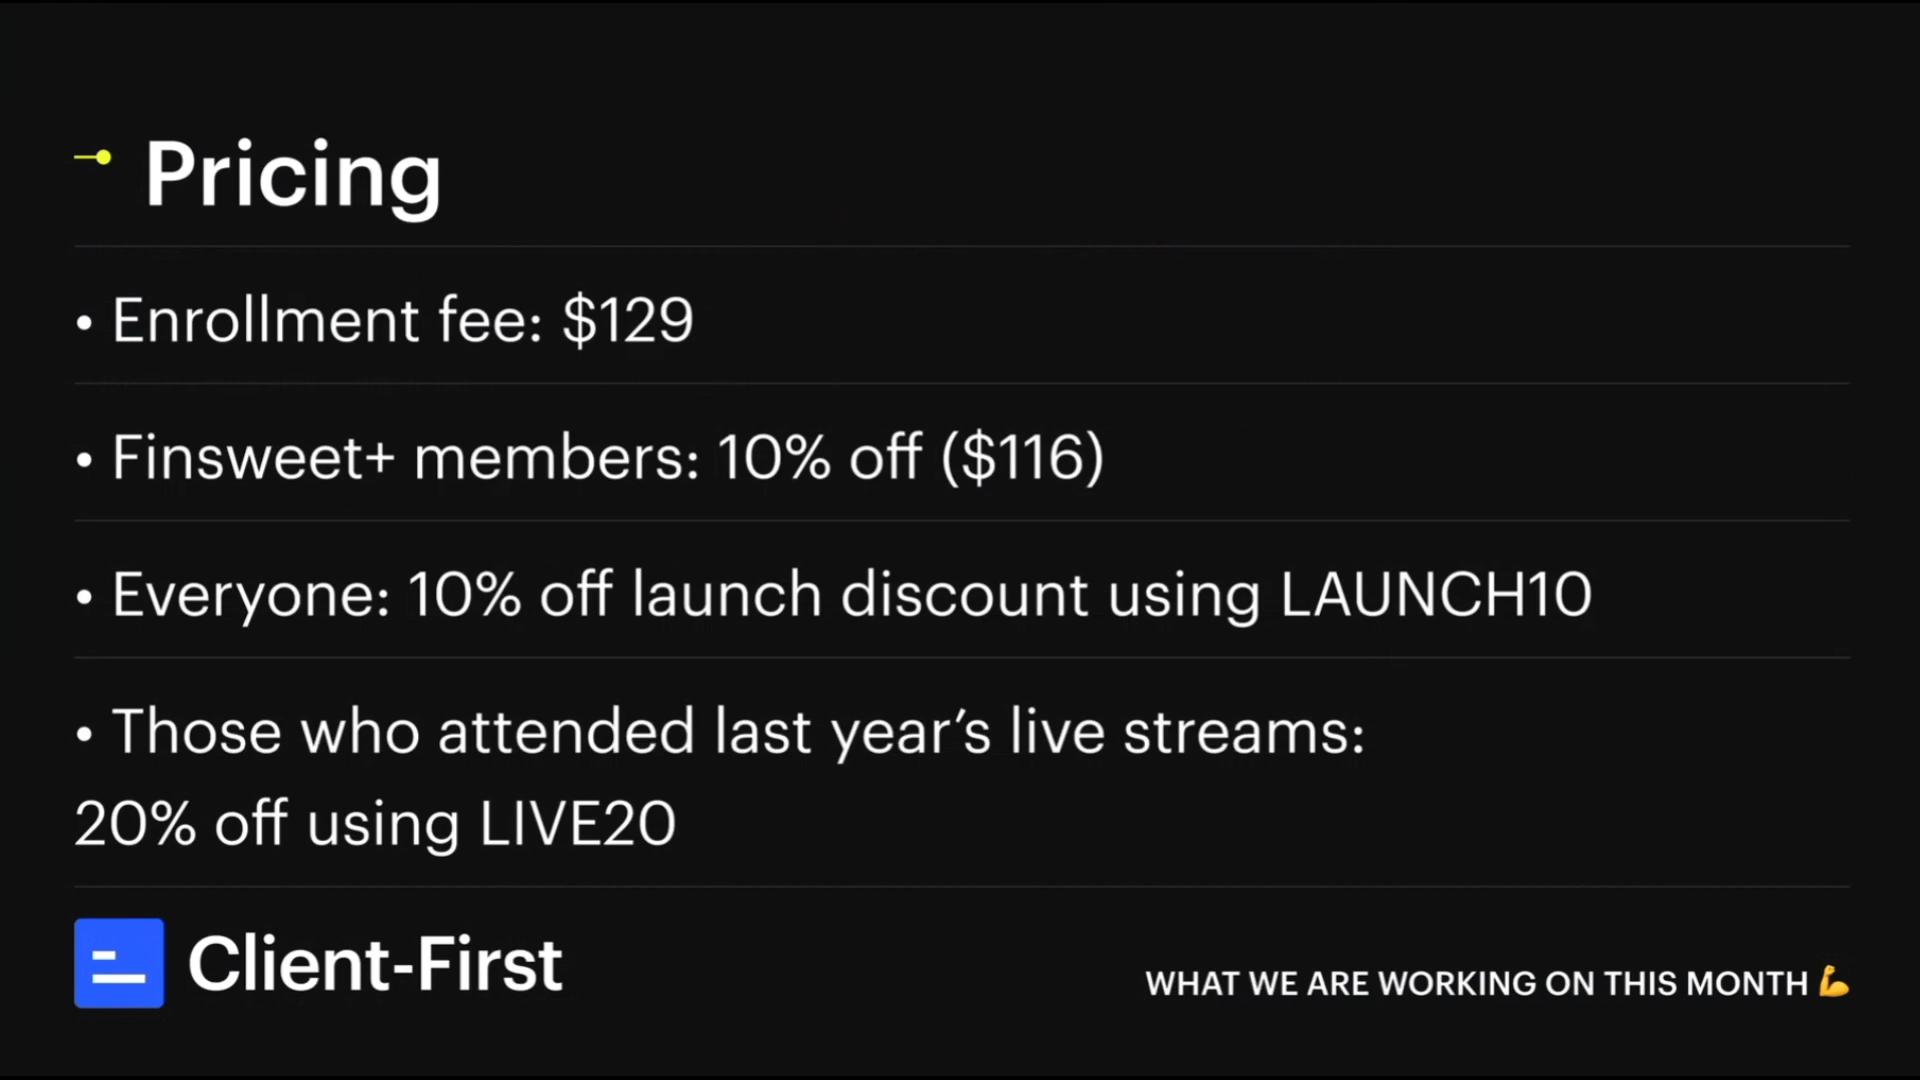 Pricing
• Enrollment fee: $129
• Finsweet+ members: 10% off ($116)
• Everyone: 10% off launch discount using LAUNCH10
• Those who attended last year’s live streams:
20% off using LIVE20
Client-First
WHAT WE ARE WORKING ON THIS MONTH 💪